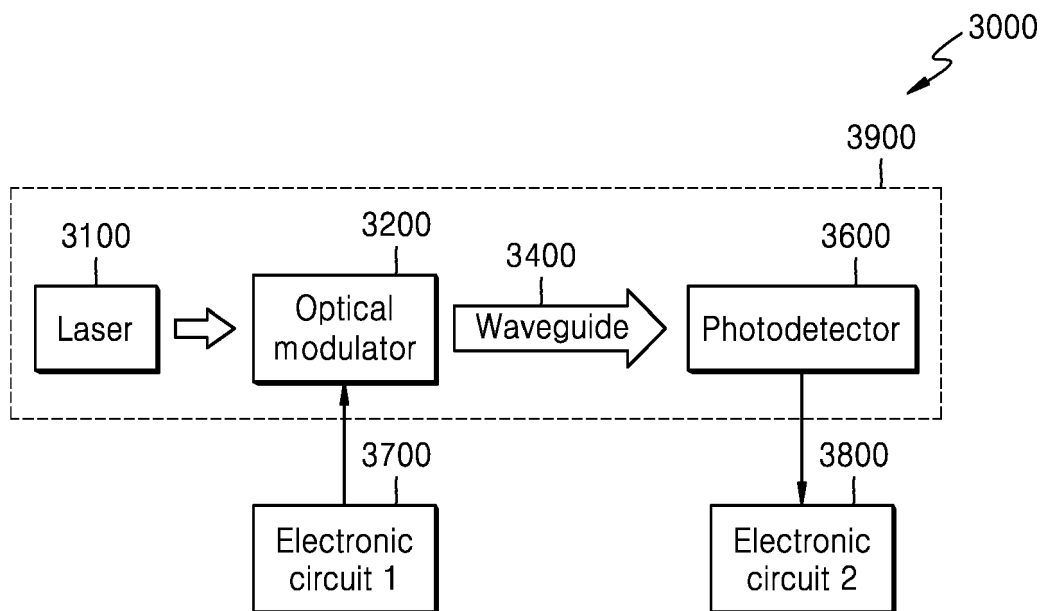 3000
3900
3100
3200
3400
3600
Laser
Optical
modulator
Waveguide
Photodetector
3700
3800
Electronic
circuit 1
Electronic
circuit 2